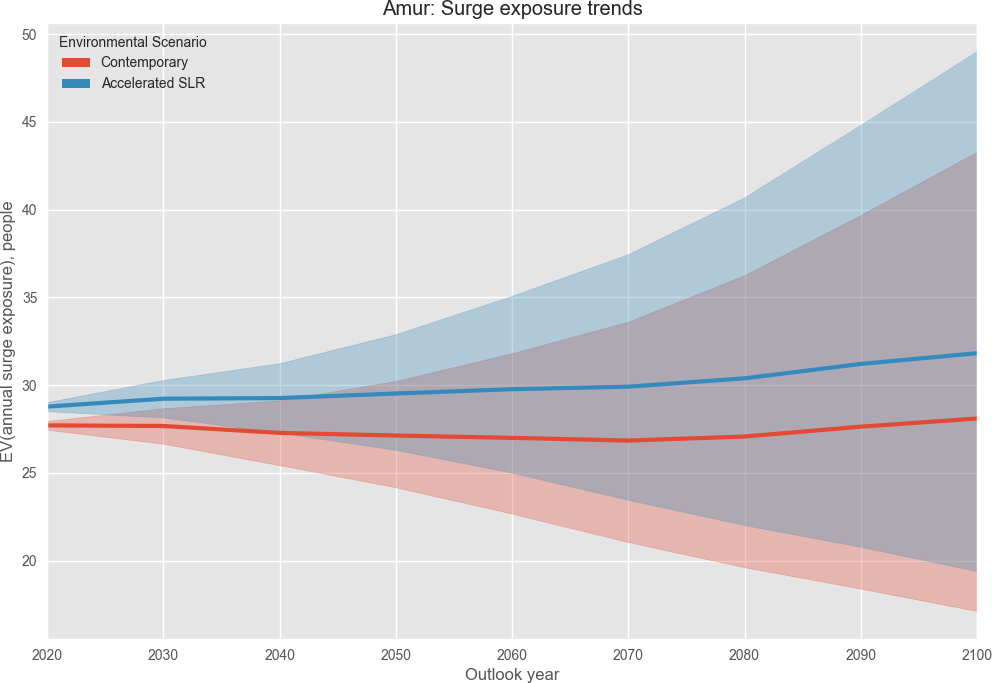 Amur: Surge exposure trends
Environmental Scenario
Contemporary
Accelerated SLR
EV(annual surge exposure), people
50
45
40
35
30
25
20
2020 2030 2040 2050 2060 2070 2080 2090 2100
Outlook year